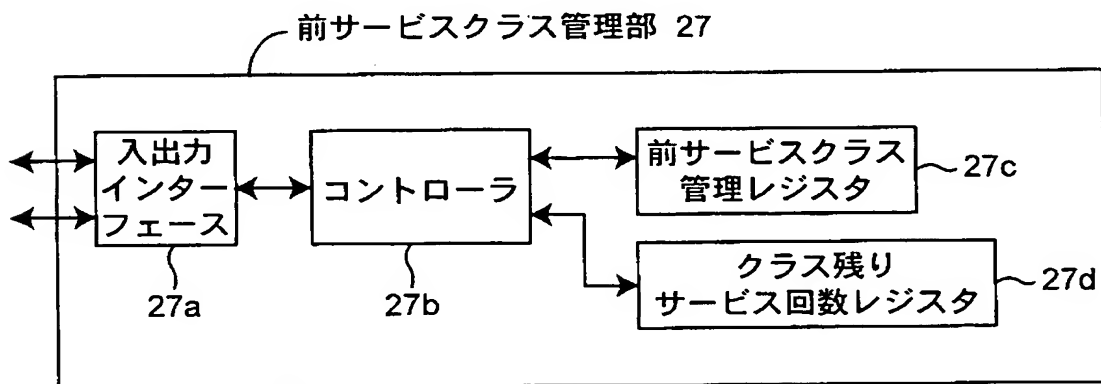 前サービスクラス管理部 27
入出力
インター
フェース
27a
コントローラ
27b
前サービスクラス
管理レジスタ
27c
クラス残り
サービス回数レジスタ
27d